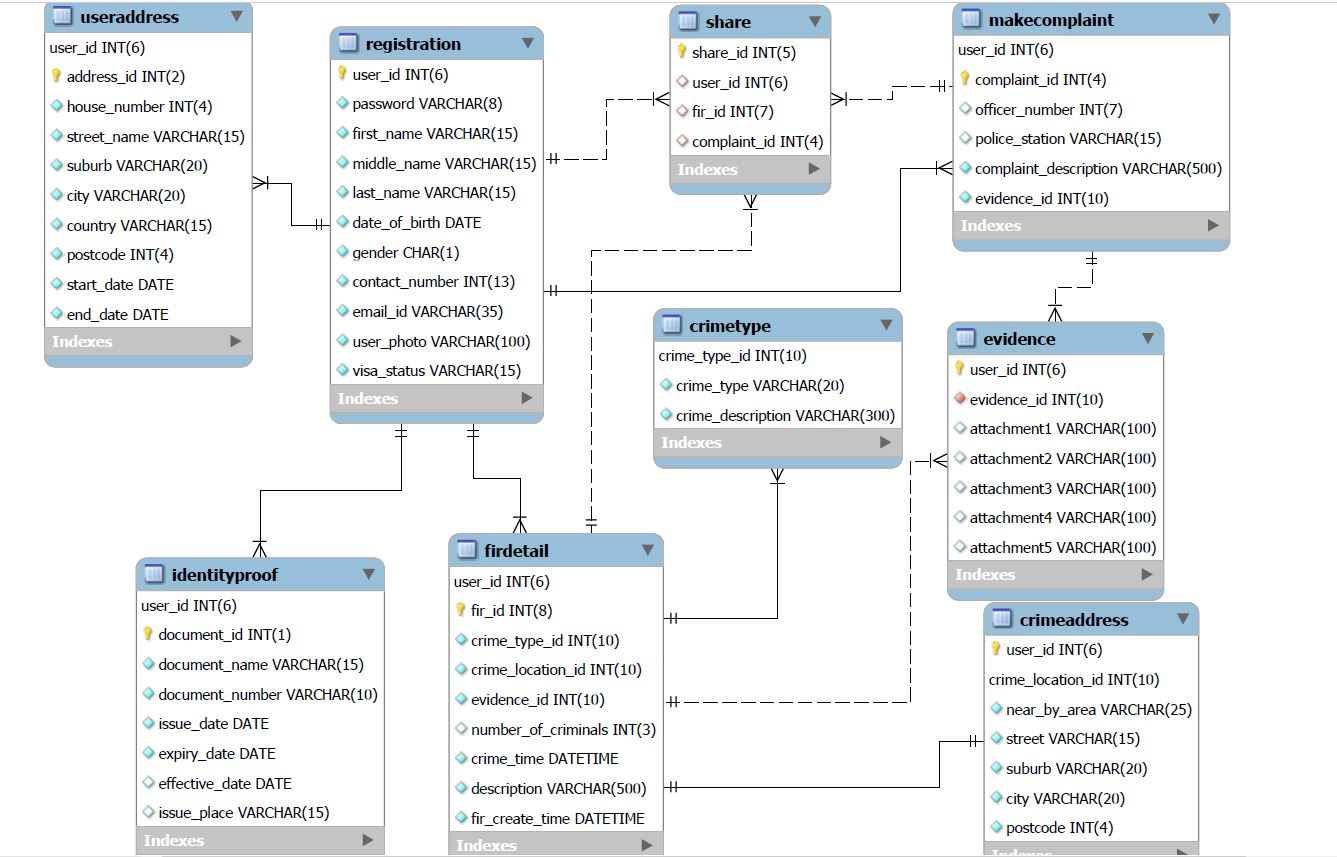 useraddress
user_id INT(6)
address_id INT(2)
house_number INT(4)
street_name VARCHAR(15)
suburb VARCHAR(20)
city VARCHAR(20)
country VARCHAR(15)
postcode INT(4)
start_date DATE
end_date DATE
Indexes
registration
user_id INT(6)
password VARCHAR(8)
first_name VARCHAR(15)
middle_name VARCHAR(15)
last_name VARCHAR(15)
date_of_birth DATE
gender CHAR(1)
contact_number INT(13)
email_id VARCHAR(35)
user_photo VARCHAR(100)
visa_status VARCHAR(15)
Indexes
share
share_id INT(5)
user_id INT(6)
fir_id INT(7)
complaint_id INT(4)
Indexes
makecomplaint
user_id INT(6)
complaint_id INT(4)
officer_number INT(7)
police_station VARCHAR(15)
complaint_description VARCHAR(500)
evidence_id INT(10)
Indexes
crimetype
crime_type_id INT(10)
crime_type VARCHAR(20)
crime_description VARCHAR(300)
Indexes
evidence
user_id INT(6)
evidence_id INT(10)
attachment1 VARCHAR(100)
attachment2 VARCHAR(100)
attachment3 VARCHAR(100)
attachment4 VARCHAR(100)
attachment5 VARCHAR(100)
Indexes
identityproof
user_id INT(6)
document_id INT(1)
document_name VARCHAR(15)
document_number VARCHAR(10)
issue_date DATE
expiry_date DATE
effective_date DATE
issue_place VARCHAR(15)
Indexes
firdetail
user_id INT(6)
fir_id INT(8)
crime_type_id INT(10)
crime_location_id INT(10)
evidence_id INT(10)
number_of_criminals INT(3)
crime_time DATETIME
description VARCHAR(500)
fir_create_time DATETIME
Indexes
crimeaddress
user_id INT(6)
crime_location_id INT(10)
near_by_area VARCHAR(25)
street VARCHAR(15)
suburb VARCHAR(20)
city VARCHAR(20)
postcode INT(4)
Indexes